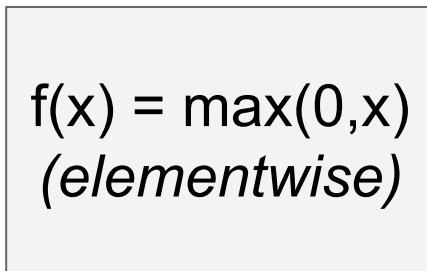 f(x) = max(0,x)
(elementwise)